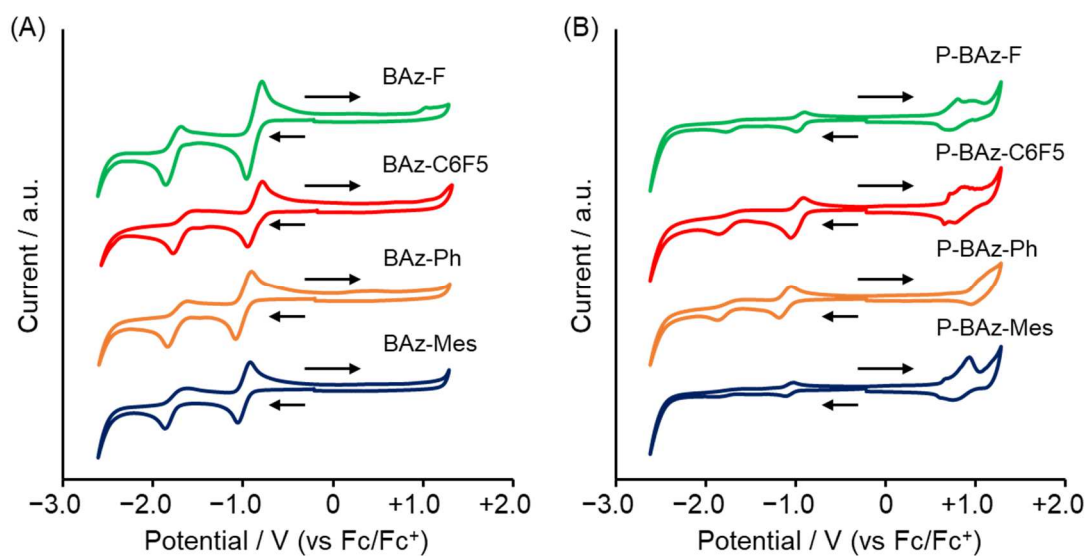 (A)
BAz-F
BAz-C6F5
BAz-Ph
BAz-Mes
Current / a.u.
−3.0 −2.0 −1.0 0 +1.0 +2.0
Potential / V (vs Fc/Fc⁺)
(B)
P-BAz-F
P-BAz-C6F5
P-BAz-Ph
P-BAz-Mes
Current / a.u.
−3.0 −2.0 −1.0 0 +1.0 +2.0
Potential / V (vs Fc/Fc⁺)